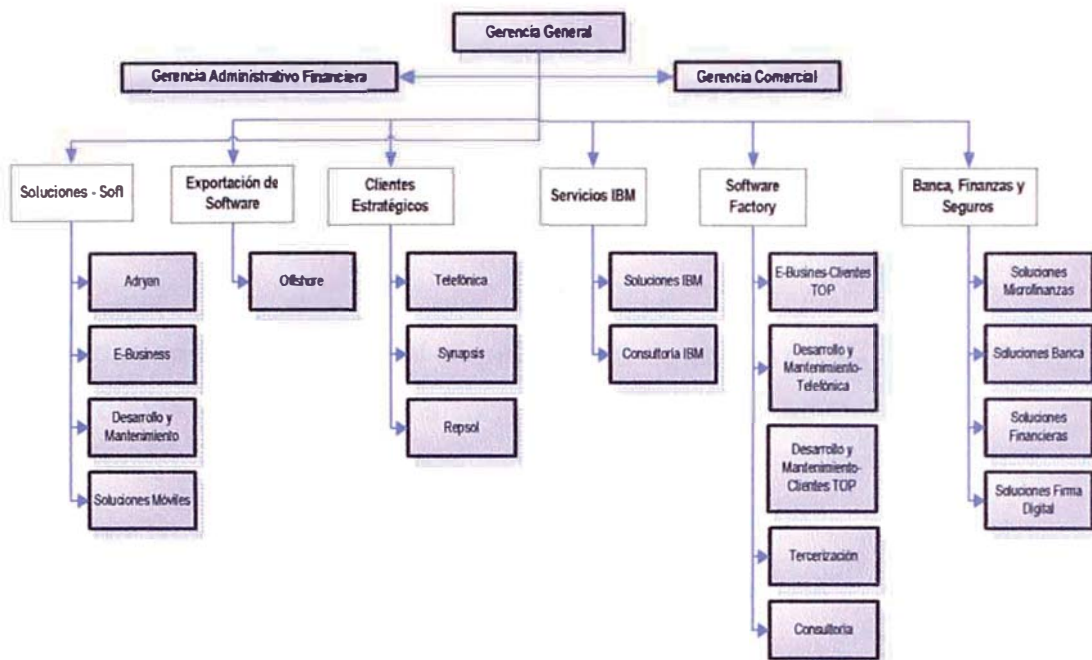 Gerencia General
Gerencia Administrativo Financiera
Gerencia Comercial
Soluciones - Soft
Exportación de
Software
Clientes
Estratégicos
Servicios IBM
Software
Factory
Banca, Finanzas y
Seguros
Adryan
E-Business
Desarrollo y
Mantenimiento
Soluciones Móviles
Offshore
Telefónica
Synapsis
Repsol
Soluciones IBM
Consultoría IBM
E-Busines-Clientes
TOP
Desarrollo y
Mantenimiento-
Telefónica
Desarrollo y
Mantenimiento-
Clientes TOP
Tercerización
Consultoría
Soluciones
Microfinanzas
Soluciones Banca
Soluciones
Financieras
Soluciones Firma
Digital